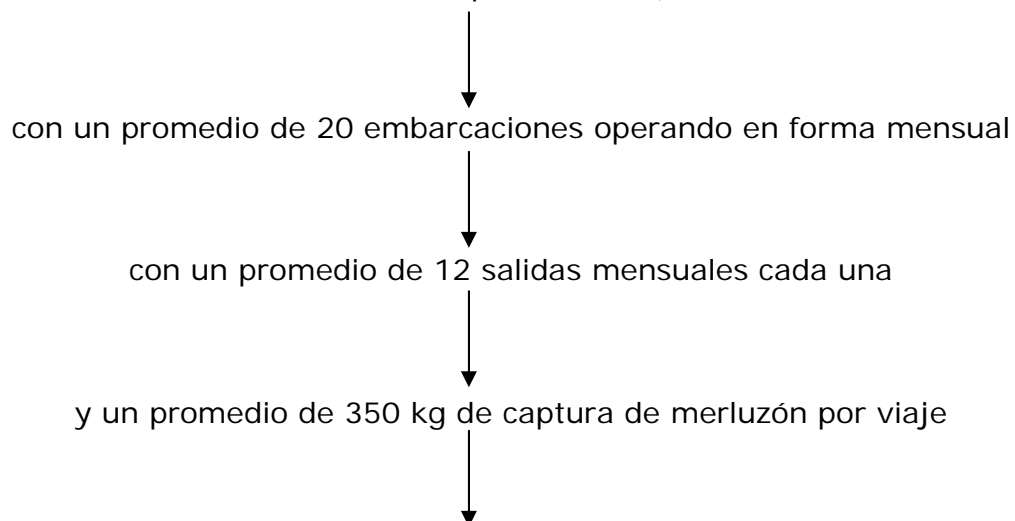 con un promedio de 20 embarcaciones operando en forma mensual
con un promedio de 12 salidas mensuales cada una
y un promedio de 350 kg de captura de merluzón por viaje